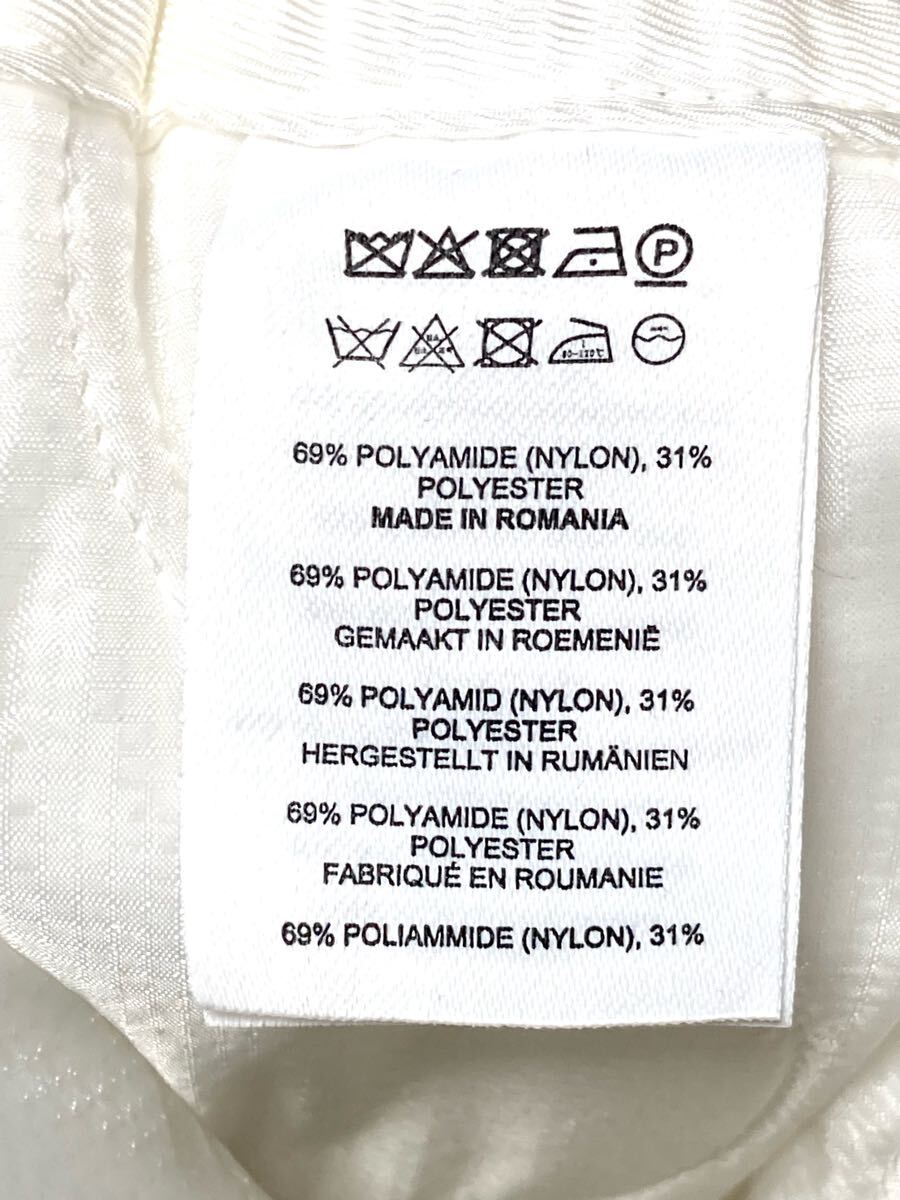 P
69% POLYAMIDE (NYLON), 31%
POLYESTER
MADE IN ROMANIA
69% POLYAMIDE (NYLON), 31%
POLYESTER
GEMAAKT IN ROEMENIË
69% POLYAMID (NYLON), 31%
POLYESTER
HERGESTELLT IN RUMÄNIEN
69% POLYAMIDE (NYLON), 31%
POLYESTER
FABRIQUÉ EN ROUMANIE
69% POLIAMMIDE (NYLON), 31%